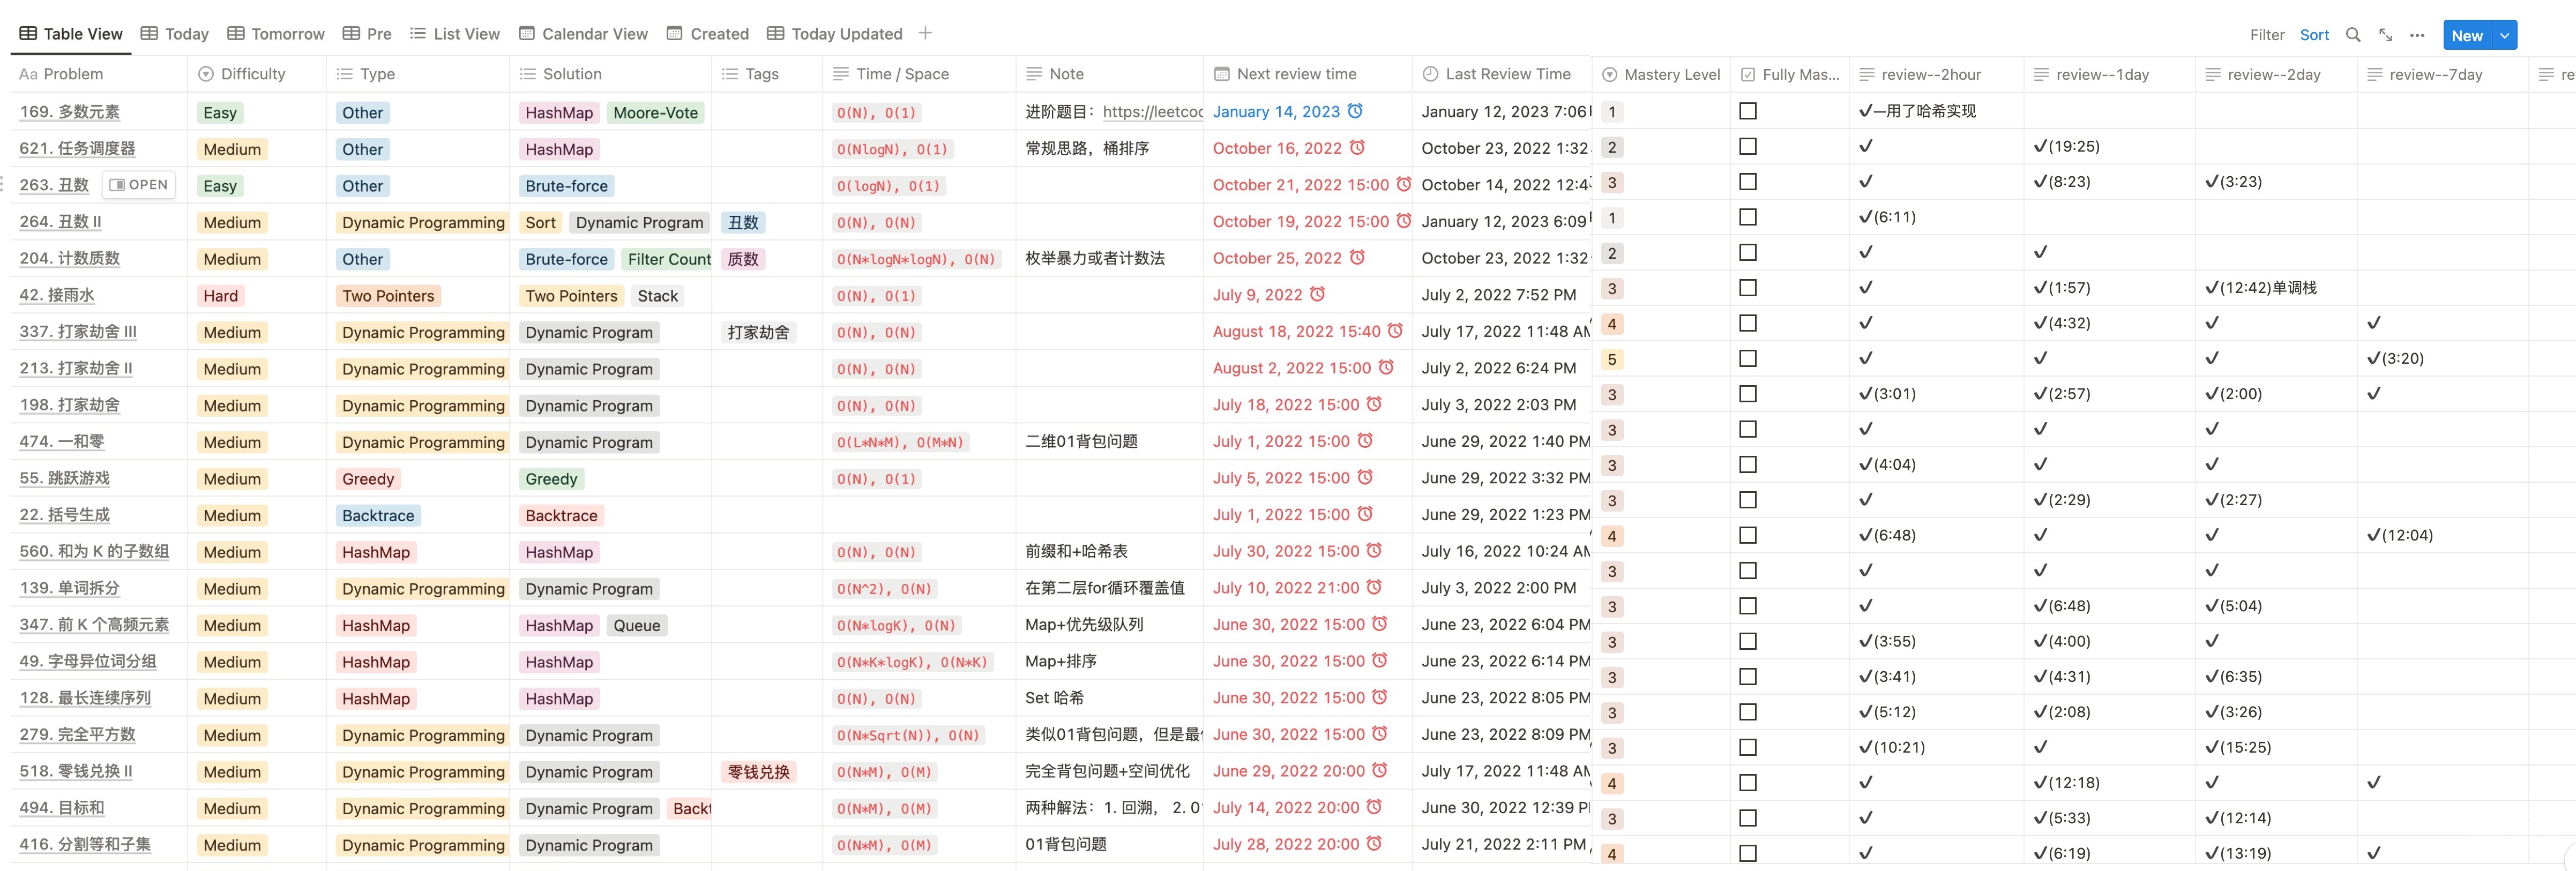 Table View Today Tomorrow Pre List View Calendar View Created Today Updated Filter Sort New
Aa Problem Difficulty Type Solution Tags Time / Space Note Next review time Last Review Time Mastery Level Fully Mas... review--2hour review--1day review--2day review--7day re
169. 多数元素 Easy Other HashMap Moore-Vote O(N), O(1) 进阶题目：https://leetcoc January 14, 2023 January 12, 2023 7:06 1 ✔一用了哈希实现
621. 任务调度器 Medium Other HashMap O(NlogN), O(1) 常规思路，桶排序 October 16, 2022 October 23, 2022 1:32 2 ✔ ✔(19:25)
263. 丑数 OPEN Easy Other Brute-force O(logN), O(1) October 21, 2022 15:00 October 14, 2022 12:4 3 ✔ ✔(8:23) ✔(3:23)
264. 丑数 II Medium Dynamic Programming Sort Dynamic Program 丑数 O(N), O(N) October 19, 2022 15:00 January 12, 2023 6:09 1 ✔(6:11)
204. 计数质数 Medium Other Brute-force Filter Count 质数 O(N*logN*logN), O(N) 枚举暴力或者计数法 October 25, 2022 October 23, 2022 1:32 2 ✔ ✔
42. 接雨水 Hard Two Pointers Two Pointers Stack O(N), O(1) July 9, 2022 July 2, 2022 7:52 PM 3 ✔ ✔(1:57) ✔(12:42)单调栈
337. 打家劫舍 III Medium Dynamic Programming Dynamic Program 打家劫舍 O(N), O(N) August 18, 2022 15:40 July 17, 2022 11:48 AM 4 ✔ ✔(4:32) ✔ ✔
213. 打家劫舍 II Medium Dynamic Programming Dynamic Program O(N), O(N) August 2, 2022 15:00 July 2, 2022 6:24 PM 5 ✔ ✔ ✔ ✔(3:20)
198. 打家劫舍 Medium Dynamic Programming Dynamic Program O(N), O(N) July 18, 2022 15:00 July 3, 2022 2:03 PM 3 ✔(3:01) ✔(2:57) ✔(2:00) ✔
474. 一和零 Medium Dynamic Programming Dynamic Program O(L*N*M), O(M*N) 二维01背包问题 July 1, 2022 15:00 June 29, 2022 1:40 PM 3 ✔ ✔ ✔
55. 跳跃游戏 Medium Greedy Greedy O(N), O(1) July 5, 2022 15:00 June 29, 2022 3:32 PM 3 ✔(4:04) ✔ ✔
22. 括号生成 Medium Backtrace Backtrace July 1, 2022 15:00 June 29, 2022 1:23 PM 3 ✔ ✔(2:29) ✔(2:27)
560. 和为 K 的子数组 Medium HashMap HashMap O(N), O(N) 前缀和+哈希表 July 30, 2022 15:00 July 16, 2022 10:24 AM 4 ✔(6:48) ✔ ✔ ✔(12:04)
139. 单词拆分 Medium Dynamic Programming Dynamic Program O(N^2), O(N) 在第二层for循环覆盖值 July 10, 2022 21:00 July 3, 2022 2:00 PM 3 ✔ ✔ ✔
347. 前 K 个高频元素 Medium HashMap HashMap Queue O(N*logK), O(N) Map+优先级队列 June 30, 2022 15:00 June 23, 2022 6:04 PM 3 ✔ ✔(6:48) ✔(5:04)
49. 字母异位词分组 Medium HashMap HashMap O(N*K*logK), O(N*K) Map+排序 June 30, 2022 15:00 June 23, 2022 6:14 PM 3 ✔(3:55) ✔(4:00) ✔
128. 最长连续序列 Medium HashMap HashMap O(N), O(N) Set 哈希 June 30, 2022 15:00 June 23, 2022 8:05 PM 3 ✔(3:41) ✔(4:31) ✔(6:35)
279. 完全平方数 Medium Dynamic Programming Dynamic Program O(N*Sqrt(N)), O(N) 类似01背包问题，但是最 June 30, 2022 15:00 June 23, 2022 8:09 PM 3 ✔(5:12) ✔(2:08) ✔(3:26)
518. 零钱兑换 II Medium Dynamic Programming Dynamic Program 零钱兑换 O(N*M), O(M) 完全背包问题+空间优化 June 29, 2022 20:00 July 17, 2022 11:48 AM 3 ✔(10:21) ✔ ✔(15:25)
494. 目标和 Medium Dynamic Programming Dynamic Program Backt O(N*M), O(M) 两种解法：1. 回溯， 2. 0 July 14, 2022 20:00 June 30, 2022 12:39 P 4 ✔ ✔(12:18) ✔ ✔
416. 分割等和子集 Medium Dynamic Programming Dynamic Program O(N*M), O(M) 01背包问题 July 28, 2022 20:00 July 21, 2022 2:11 PM 3 ✔ ✔(5:33) ✔(12:14)
4 ✔ ✔(6:19) ✔(13:19) ✔